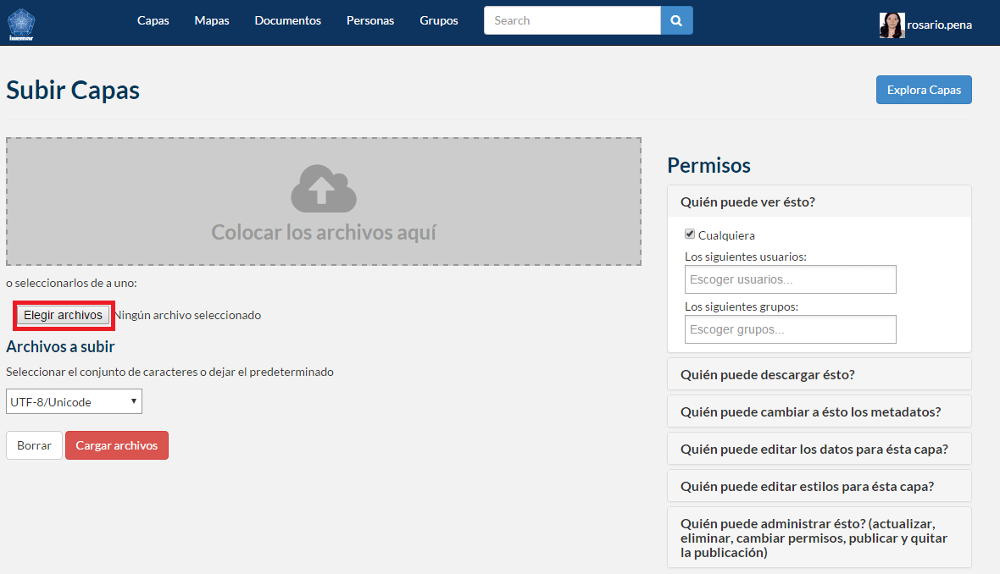 invemar
Capas Mapas Documentos Personas Grupos Search rosario.pena
Subir Capas
Explora Capas
Colocar los archivos aquí
o seleccionarlos de a uno:
Elegir archivos Ningún archivo seleccionado
Archivos a subir
Seleccionar el conjunto de caracteres o dejar el predeterminado
UTF-8/Unicode
Borrar Cargar archivos
Permisos
Quién puede ver ésto?
Cualquiera
Los siguientes usuarios:
Escoger usuarios...
Los siguientes grupos:
Escoger grupos...
Quién puede descargar ésto?
Quién puede cambiar a ésto los metadatos?
Quién puede editar los datos para ésta capa?
Quién puede editar estilos para ésta capa?
Quién puede administrar ésto? (actualizar,
eliminar, cambiar permisos, publicar y quitar
la publicación)